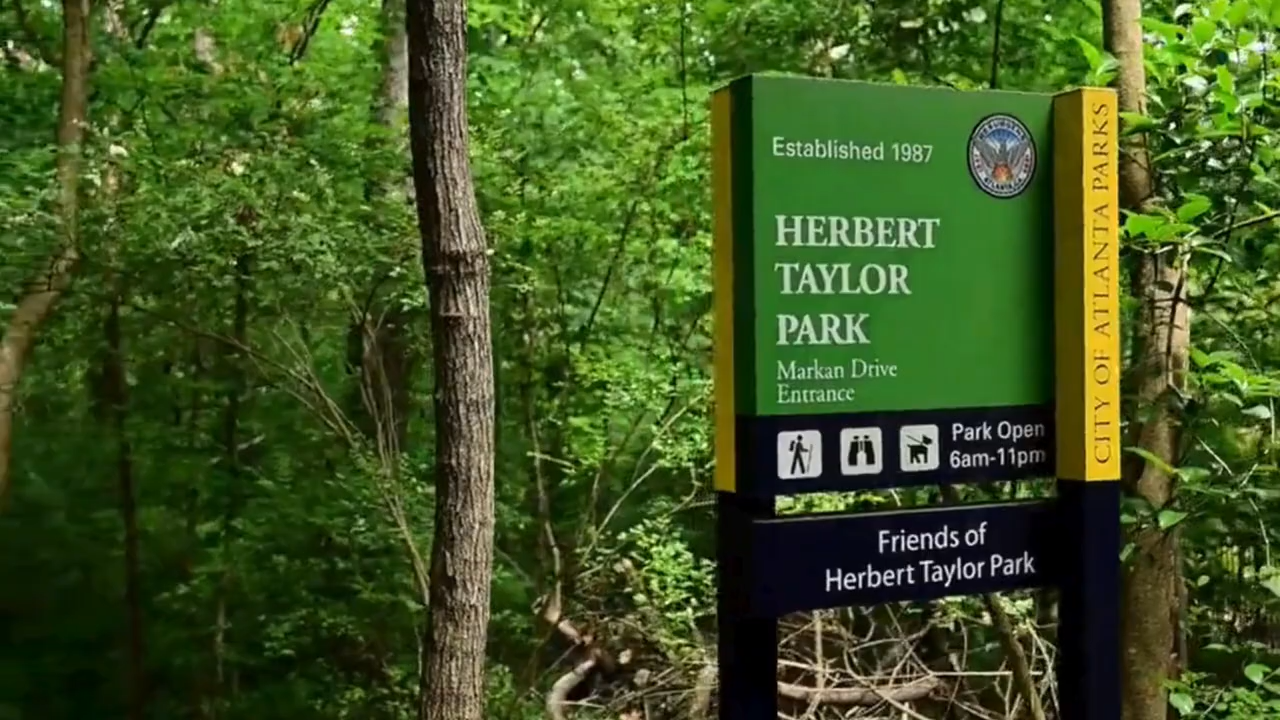 Established 1987
HERBERT
TAYLOR
PARK
Markan Drive
Entrance
Park Open
6am-11pm
Friends of
Herbert Taylor Park
CITY OF ATLANTA PARKS